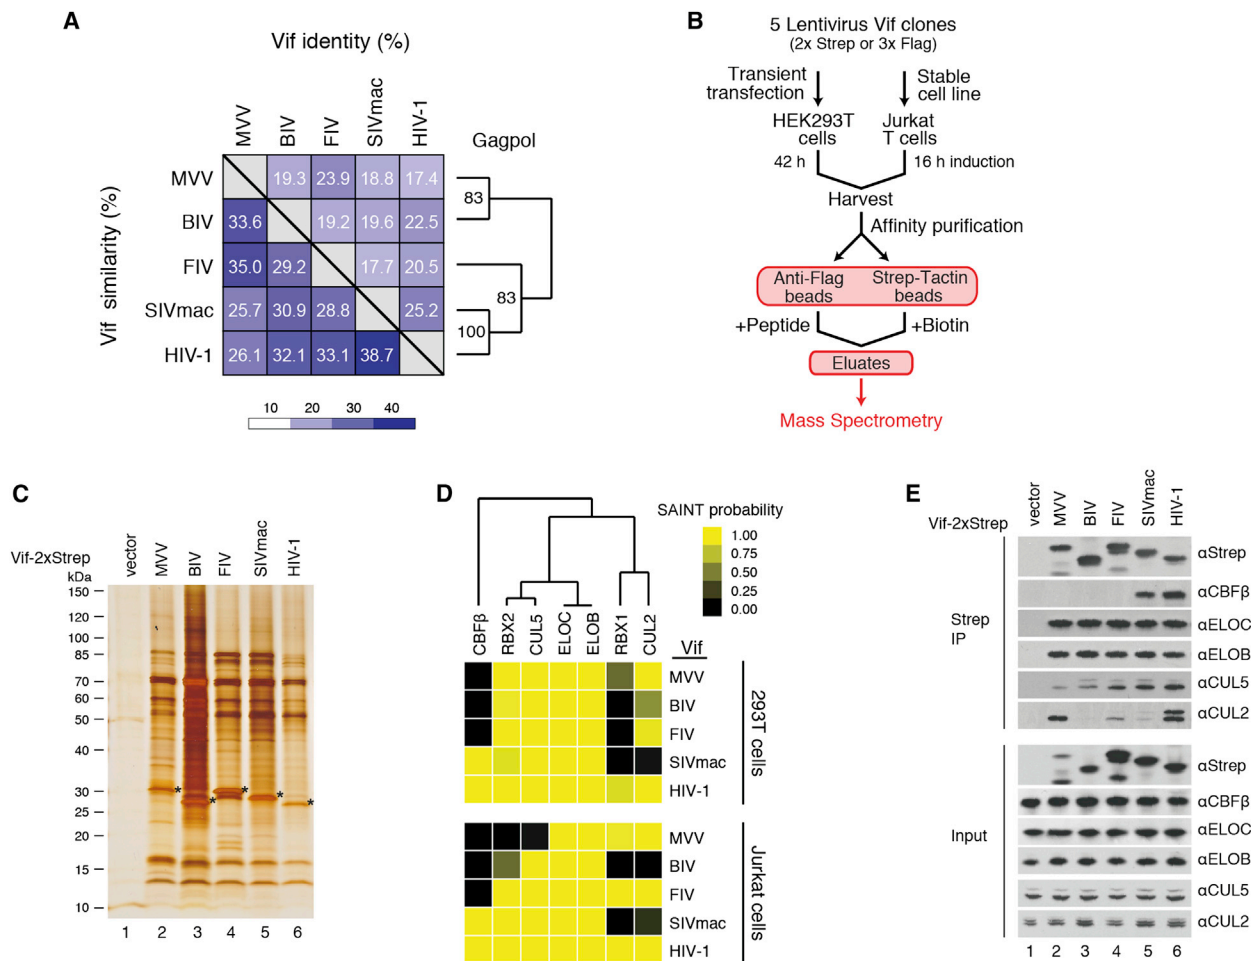 A
Vif identity (%)
MVV
BIV
FIV
SIVmac
HIV-1
Gagpol
Vif similarity (%)
MVV 19.3 23.9 18.8 17.4
BIV 33.6 19.2 19.6 22.5
FIV 35.0 29.2 17.7 20.5
SIVmac 25.7 30.9 28.8 25.2
HIV-1 26.1 32.1 33.1 38.7
83
83
100
10 20 30 40
B
5 Lentivirus Vif clones
(2x Strep or 3x Flag)
Transient
transfection
Stable
cell line
HEK293T
cells
Jurkat
T cells
42 h
16 h induction
Harvest
Affinity purification
Anti-Flag
beads
Strep-Tactin
beads
+Peptide
+Biotin
Eluates
Mass Spectrometry
C
Vif-2xStrep
vector
MVV
BIV
FIV
SIVmac
HIV-1
kDa
150
120
100
85
70
60
50
40
30
25
20
15
10
*
*
*
*
*
1 2 3 4 5 6
D
SAINT probability
1.00
0.75
0.50
0.25
0.00
CBFβ
RBX2
CUL5
ELOC
ELOB
RBX1
CUL2
Vif
MVV
BIV
FIV
SIVmac
HIV-1
293T cells
MVV
BIV
FIV
SIVmac
HIV-1
Jurkat cells
E
Vif-2xStrep
vector
MVV
BIV
FIV
SIVmac
HIV-1
Strep
IP
αStrep
αCBFβ
αELOC
αELOB
αCUL5
αCUL2
Input
αStrep
αCBFβ
αELOC
αELOB
αCUL5
αCUL2
1 2 3 4 5 6